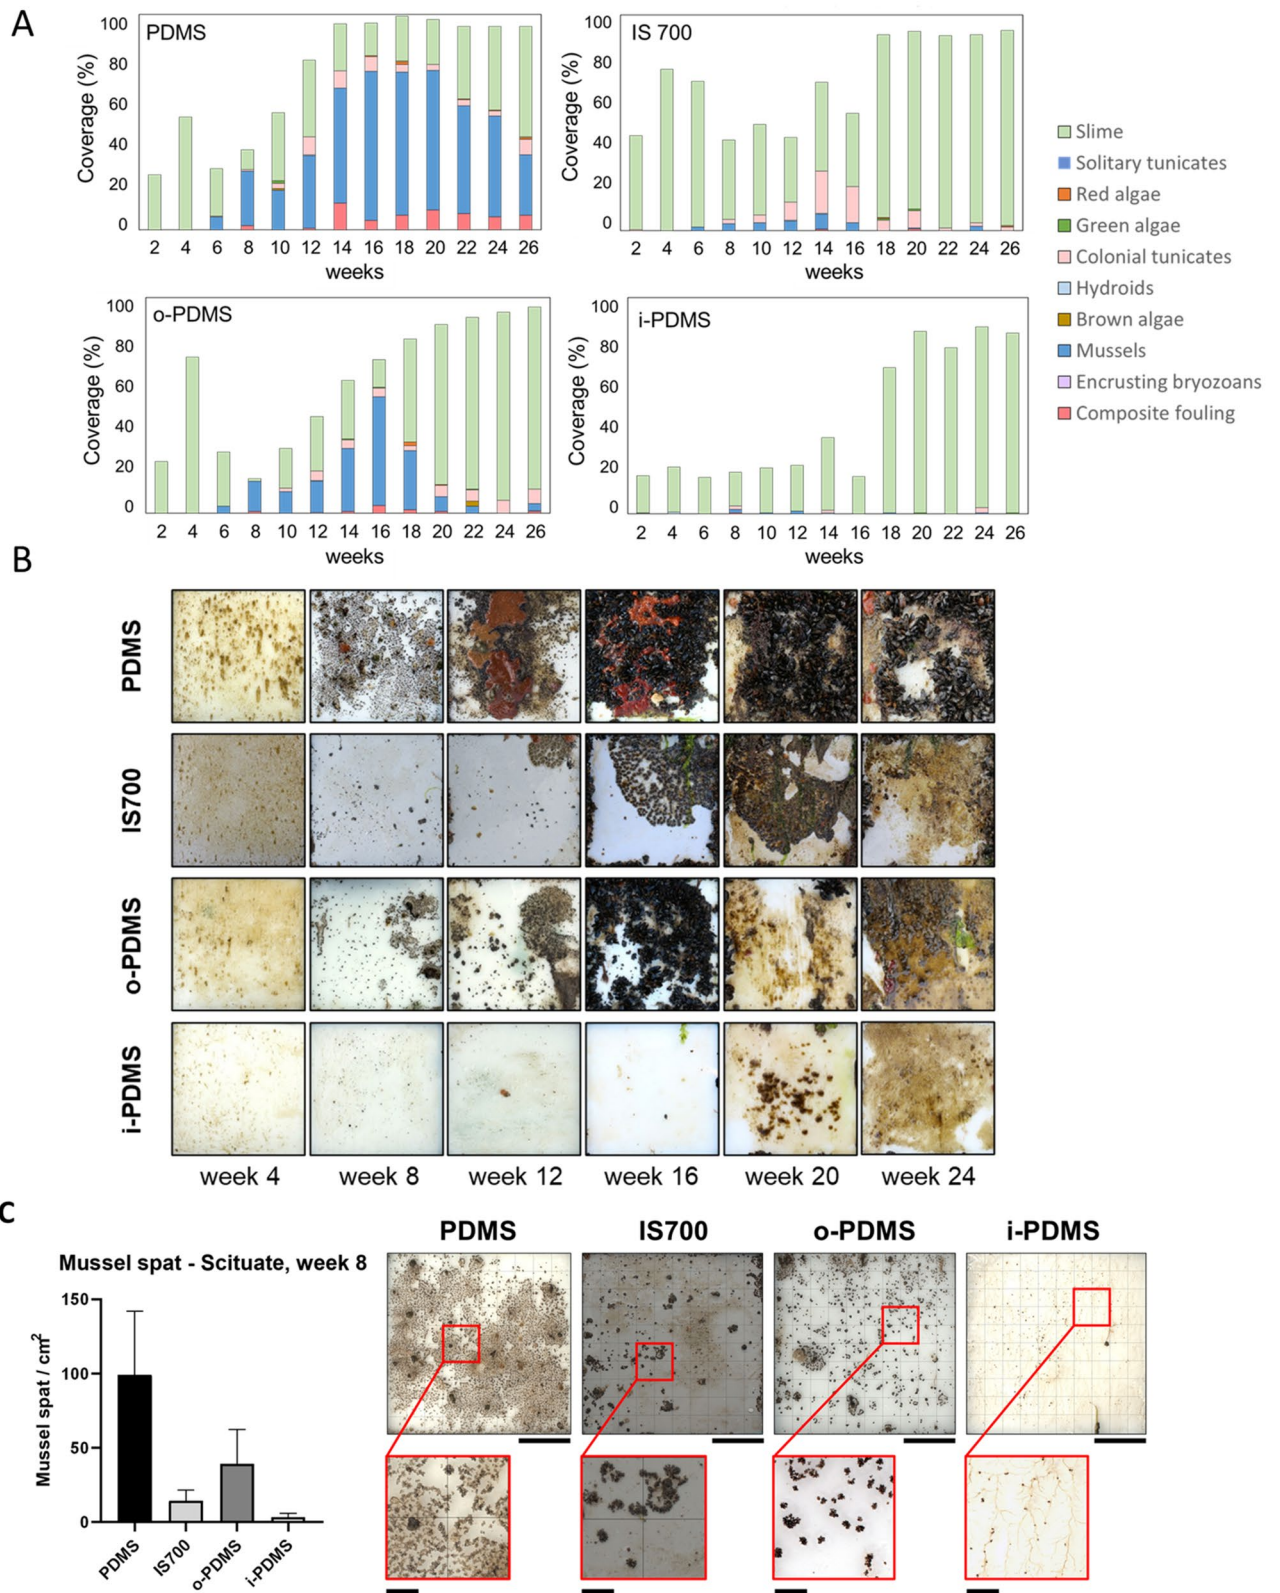 A
PDMS
Coverage (%)
100
80
60
40
20
0
2 4 6 8 10 12 14 16 18 20 22 24 26
weeks
IS 700
Coverage (%)
100
80
60
40
20
0
2 4 6 8 10 12 14 16 18 20 22 24 26
weeks
o-PDMS
Coverage (%)
100
80
60
40
20
0
2 4 6 8 10 12 14 16 18 20 22 24 26
weeks
i-PDMS
Coverage (%)
100
80
60
40
20
0
2 4 6 8 10 12 14 16 18 20 22 24 26
weeks
Slime
Solitary tunicates
Red algae
Green algae
Colonial tunicates
Hydroids
Brown algae
Mussels
Encrusting bryozoans
Composite fouling
B
PDMS
IS700
o-PDMS
i-PDMS
week 4 week 8 week 12 week 16 week 20 week 24
C
Mussel spat - Scituate, week 8
Mussel spat / cm²
150
100
50
0
PDMS IS700 o-PDMS i-PDMS
PDMS IS700 o-PDMS i-PDMS